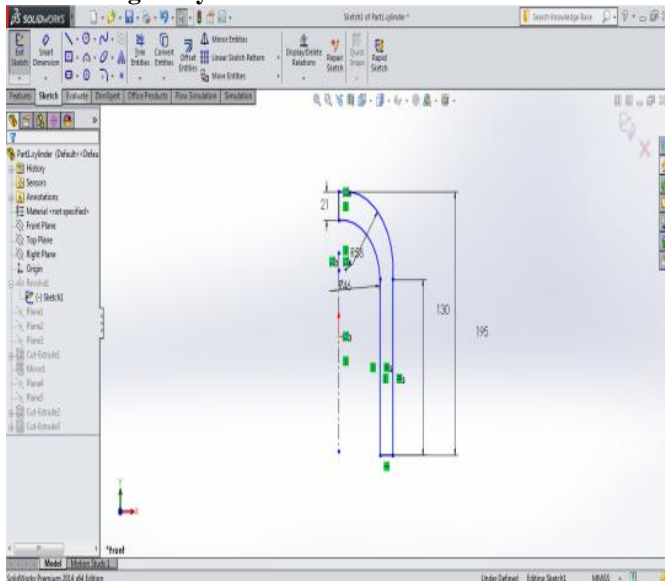 SOLIDWORKS
Sketch1 of Part1.cylinder *
Search Knowledge Base
Exit Sketch
Smart Dimension
Trim Entities
Convert Entities
Offset Entities
Mirror Entities
Linear Sketch Pattern
Move Entities
Display/Delete Relations
Repair Sketch
Quick Snaps
Rapid Sketch
Features Sketch Evaluate DimXpert Office Products Flow Simulation Simulation
Part1.cylinder (Default<<Defau
History
Sensors
Annotations
Material <not specified>
Front Plane
Top Plane
Right Plane
Origin
Revolve1
(-) Sketch1
Plane1
Plane2
Plane3
Cut-Extrude1
Mirror1
Plane4
Plane5
Cut-Extrude2
Cut-Extrude3
21
R58
130
195
Y
X
*Front
Model Motion Study 1
SolidWorks Premium 2014 x64 Edition
Under Defined Editing Sketch1 MMGS